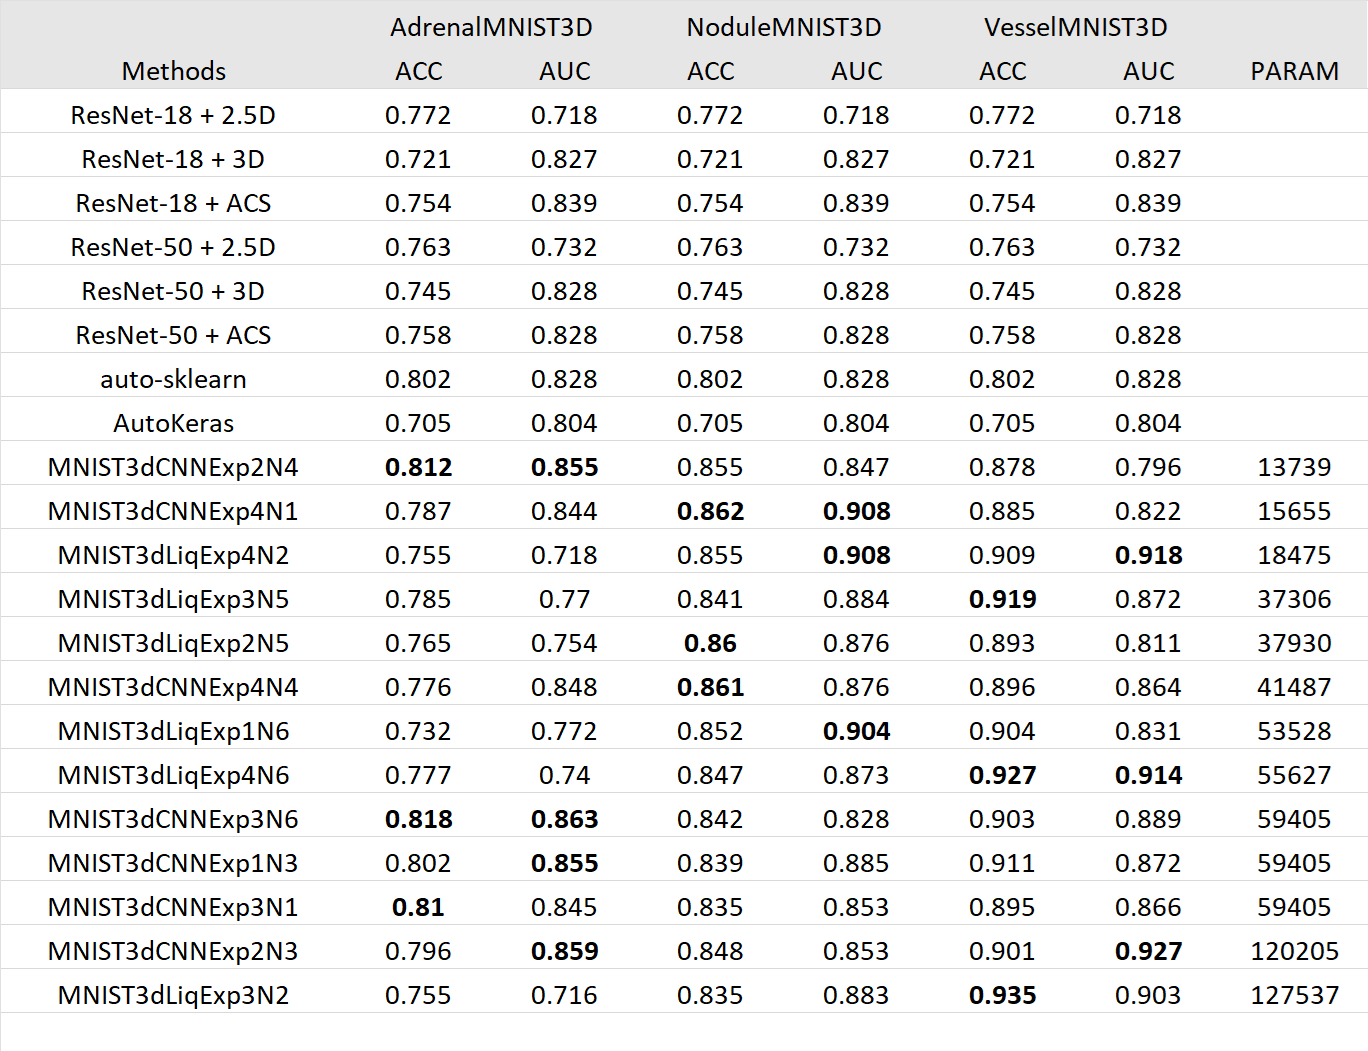 AdrenalMNIST3D NoduleMNIST3D VesselMNIST3D
Methods ACC AUC ACC AUC ACC AUC PARAM
ResNet-18 + 2.5D 0.772 0.718 0.772 0.718 0.772 0.718
ResNet-18 + 3D 0.721 0.827 0.721 0.827 0.721 0.827
ResNet-18 + ACS 0.754 0.839 0.754 0.839 0.754 0.839
ResNet-50 + 2.5D 0.763 0.732 0.763 0.732 0.763 0.732
ResNet-50 + 3D 0.745 0.828 0.745 0.828 0.745 0.828
ResNet-50 + ACS 0.758 0.828 0.758 0.828 0.758 0.828
auto-sklearn 0.802 0.828 0.802 0.828 0.802 0.828
AutoKeras 0.705 0.804 0.705 0.804 0.705 0.804
MNIST3dCNNExp2N4 0.812 0.855 0.855 0.847 0.878 0.796 13739
MNIST3dCNNExp4N1 0.787 0.844 0.862 0.908 0.885 0.822 15655
MNIST3dLiqExp4N2 0.755 0.718 0.855 0.908 0.909 0.918 18475
MNIST3dLiqExp3N5 0.785 0.77 0.841 0.884 0.919 0.872 37306
MNIST3dLiqExp2N5 0.765 0.754 0.86 0.876 0.893 0.811 37930
MNIST3dCNNExp4N4 0.776 0.848 0.861 0.876 0.896 0.864 41487
MNIST3dLiqExp1N6 0.732 0.772 0.852 0.904 0.904 0.831 53528
MNIST3dLiqExp4N6 0.777 0.74 0.847 0.873 0.927 0.914 55627
MNIST3dCNNExp3N6 0.818 0.863 0.842 0.828 0.903 0.889 59405
MNIST3dCNNExp1N3 0.802 0.855 0.839 0.885 0.911 0.872 59405
MNIST3dCNNExp3N1 0.81 0.845 0.835 0.853 0.895 0.866 59405
MNIST3dCNNExp2N3 0.796 0.859 0.848 0.853 0.901 0.927 120205
MNIST3dLiqExp3N2 0.755 0.716 0.835 0.883 0.935 0.903 127537